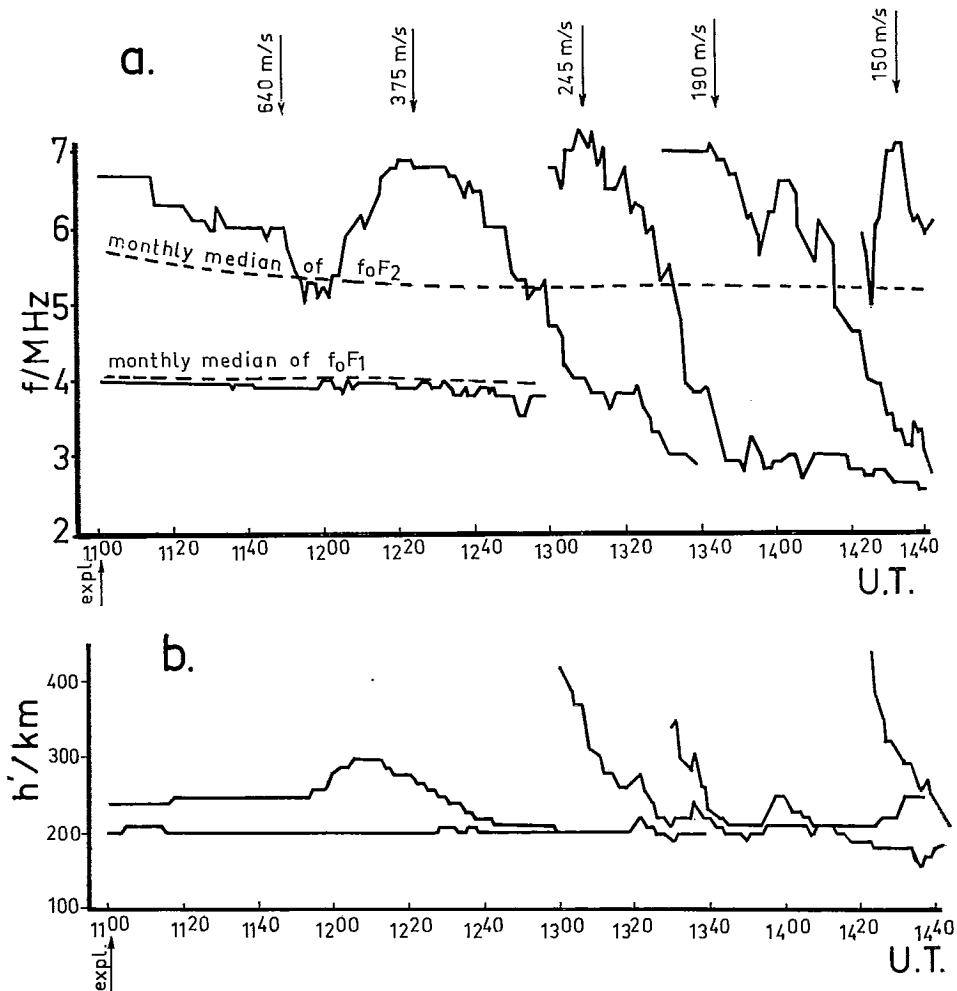 a.
640 m/s
375 m/s
245 m/s
190 m/s
150 m/s
f/MHz
7
6
5
4
3
2
monthly median of f₀F₂
monthly median of f₀F₁
11⁰⁰ 11²⁰ 11⁴⁰ 12⁰⁰ 12²⁰ 12⁴⁰ 13⁰⁰ 13²⁰ 13⁴⁰ 14⁰⁰ 14²⁰ 14⁴⁰
expl.
U.T.
b.
h'/km
400
300
200
100
11⁰⁰ 11²⁰ 11⁴⁰ 12⁰⁰ 12²⁰ 12⁴⁰ 13⁰⁰ 13²⁰ 13⁴⁰ 14⁰⁰ 14²⁰ 14⁴⁰
expl.
U.T.